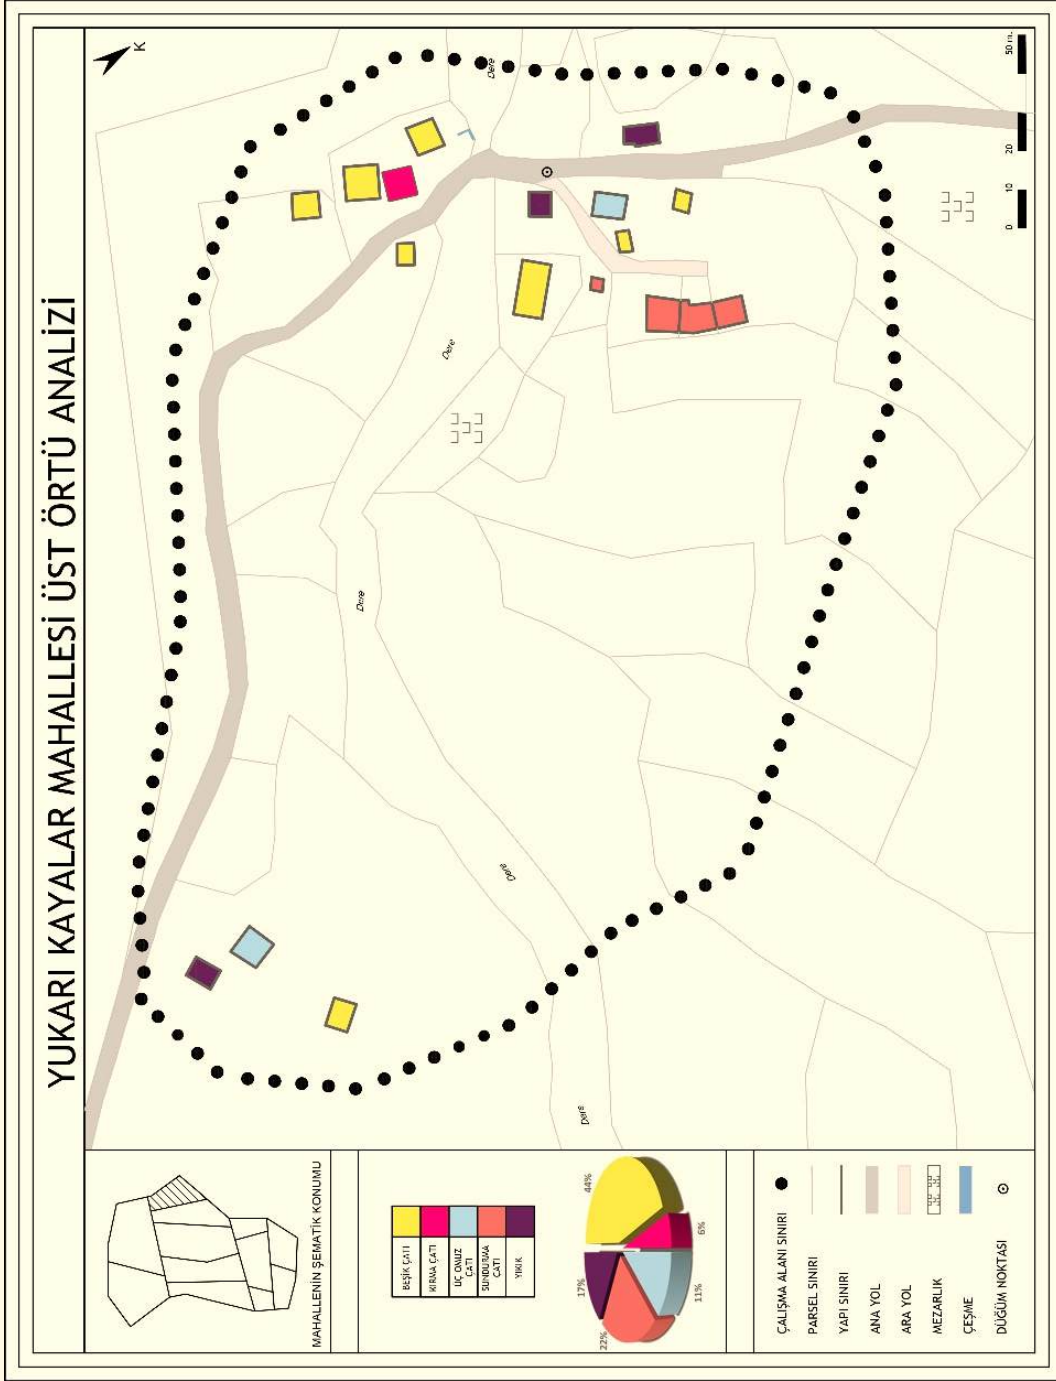 YUKARI KAYALAR MAHALLESİ ÜST ÖRTÜ ANALİZİ
K
Dere
Dere
Dere
Dere
Dere
0 10 20 50 m.
MAHALLENİN ŞEMATİK KONUMU
BEŞİK ÇATI
KIRMA ÇATI
ÜÇ OMUZ
ÇATI
SUNDURMA
ÇATI
YIKIK
44%
6%
11%
22%
17%
ÇALIŞMA ALANI SINIRI
PARSEL SINIRI
YAPI SINIRI
ANA YOL
ARA YOL
MEZARLIK
ÇEŞME
DÜĞÜM NOKTASI